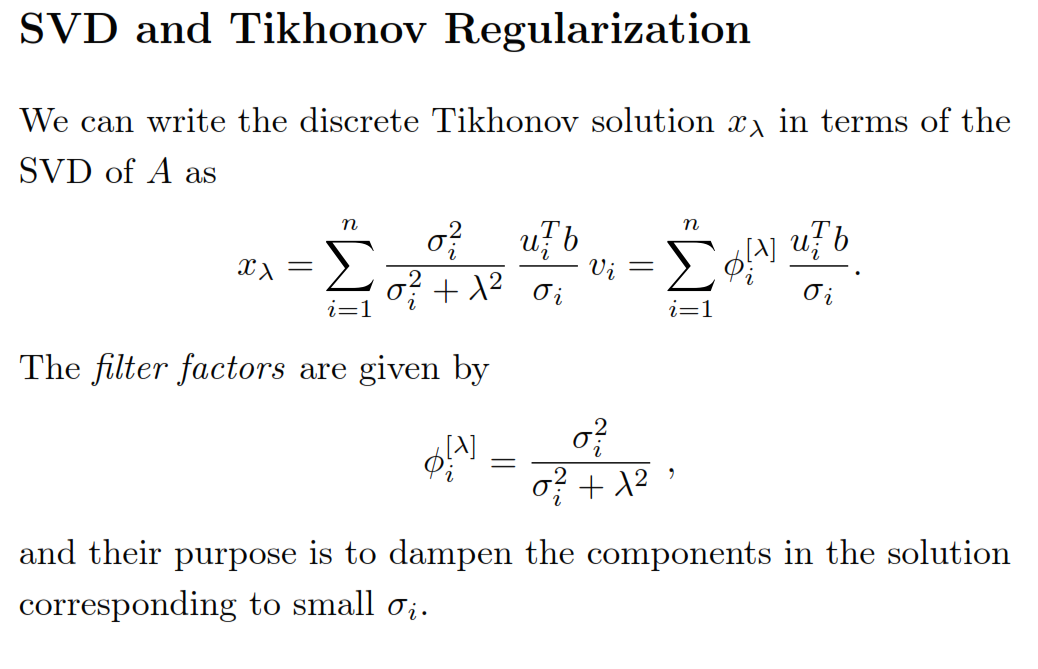 SVD and Tikhonov Regularization
We can write the discrete Tikhonov solution $x_\lambda$ in terms of the
SVD of $A$ as
$$x_\lambda = \sum_{i=1}^{n} \frac{\sigma_i^2}{\sigma_i^2 + \lambda^2} \frac{u_i^T b}{\sigma_i} v_i = \sum_{i=1}^{n} \phi_i^{[\lambda]} \frac{u_i^T b}{\sigma_i}.$$
The filter factors are given by
$$\phi_i^{[\lambda]} = \frac{\sigma_i^2}{\sigma_i^2 + \lambda^2},$$
and their purpose is to dampen the components in the solution
corresponding to small $\sigma_i$.